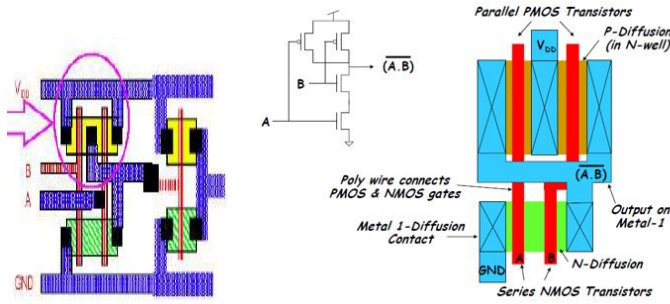 V_DD
B
A
GND
B
A
(A.B)
Parallel PMOS Transistors
P-Diffusion
(in N-well)
V_DD
(A.B)
Poly wire connects
PMOS & NMOS gates
Output on
Metal-1
Metal 1-Diffusion
Contact
N-Diffusion
GND
A
B
Series NMOS Transistors